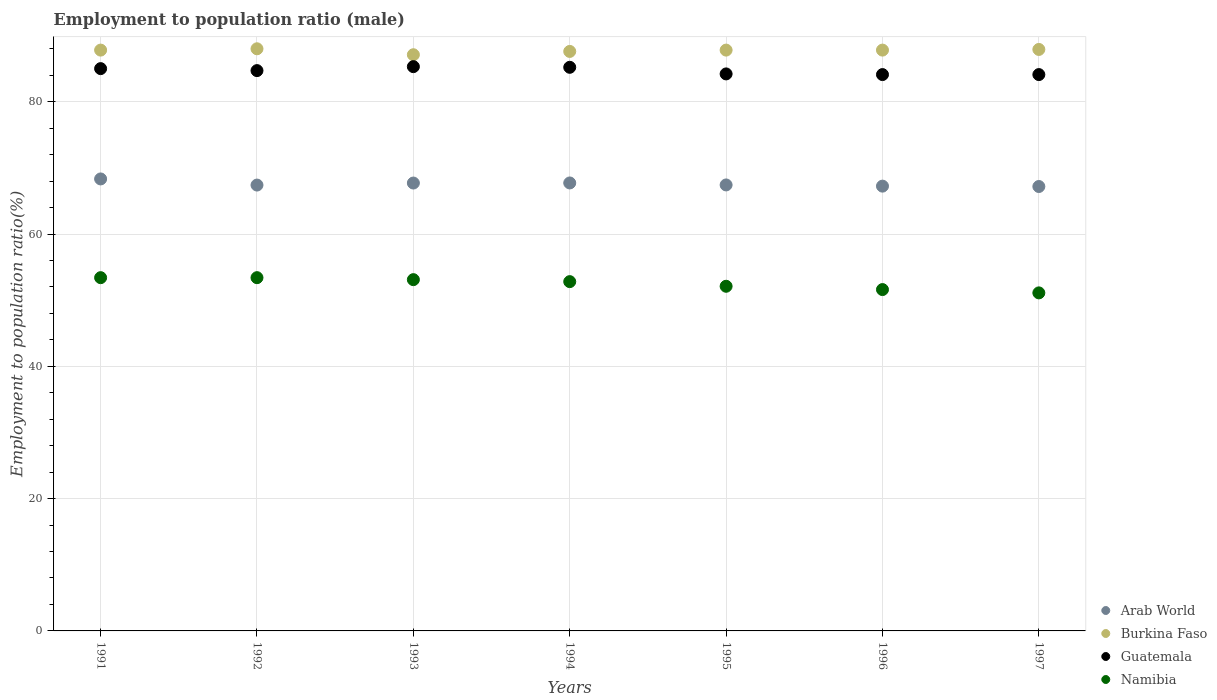 Employment to population ratio (male)
Employment to population ratio(%)
80
60
40
20
0
1991
1992
1993
1994
1995
1996
1997
Years
Arab World
Burkina Faso
Guatemala
Namibia